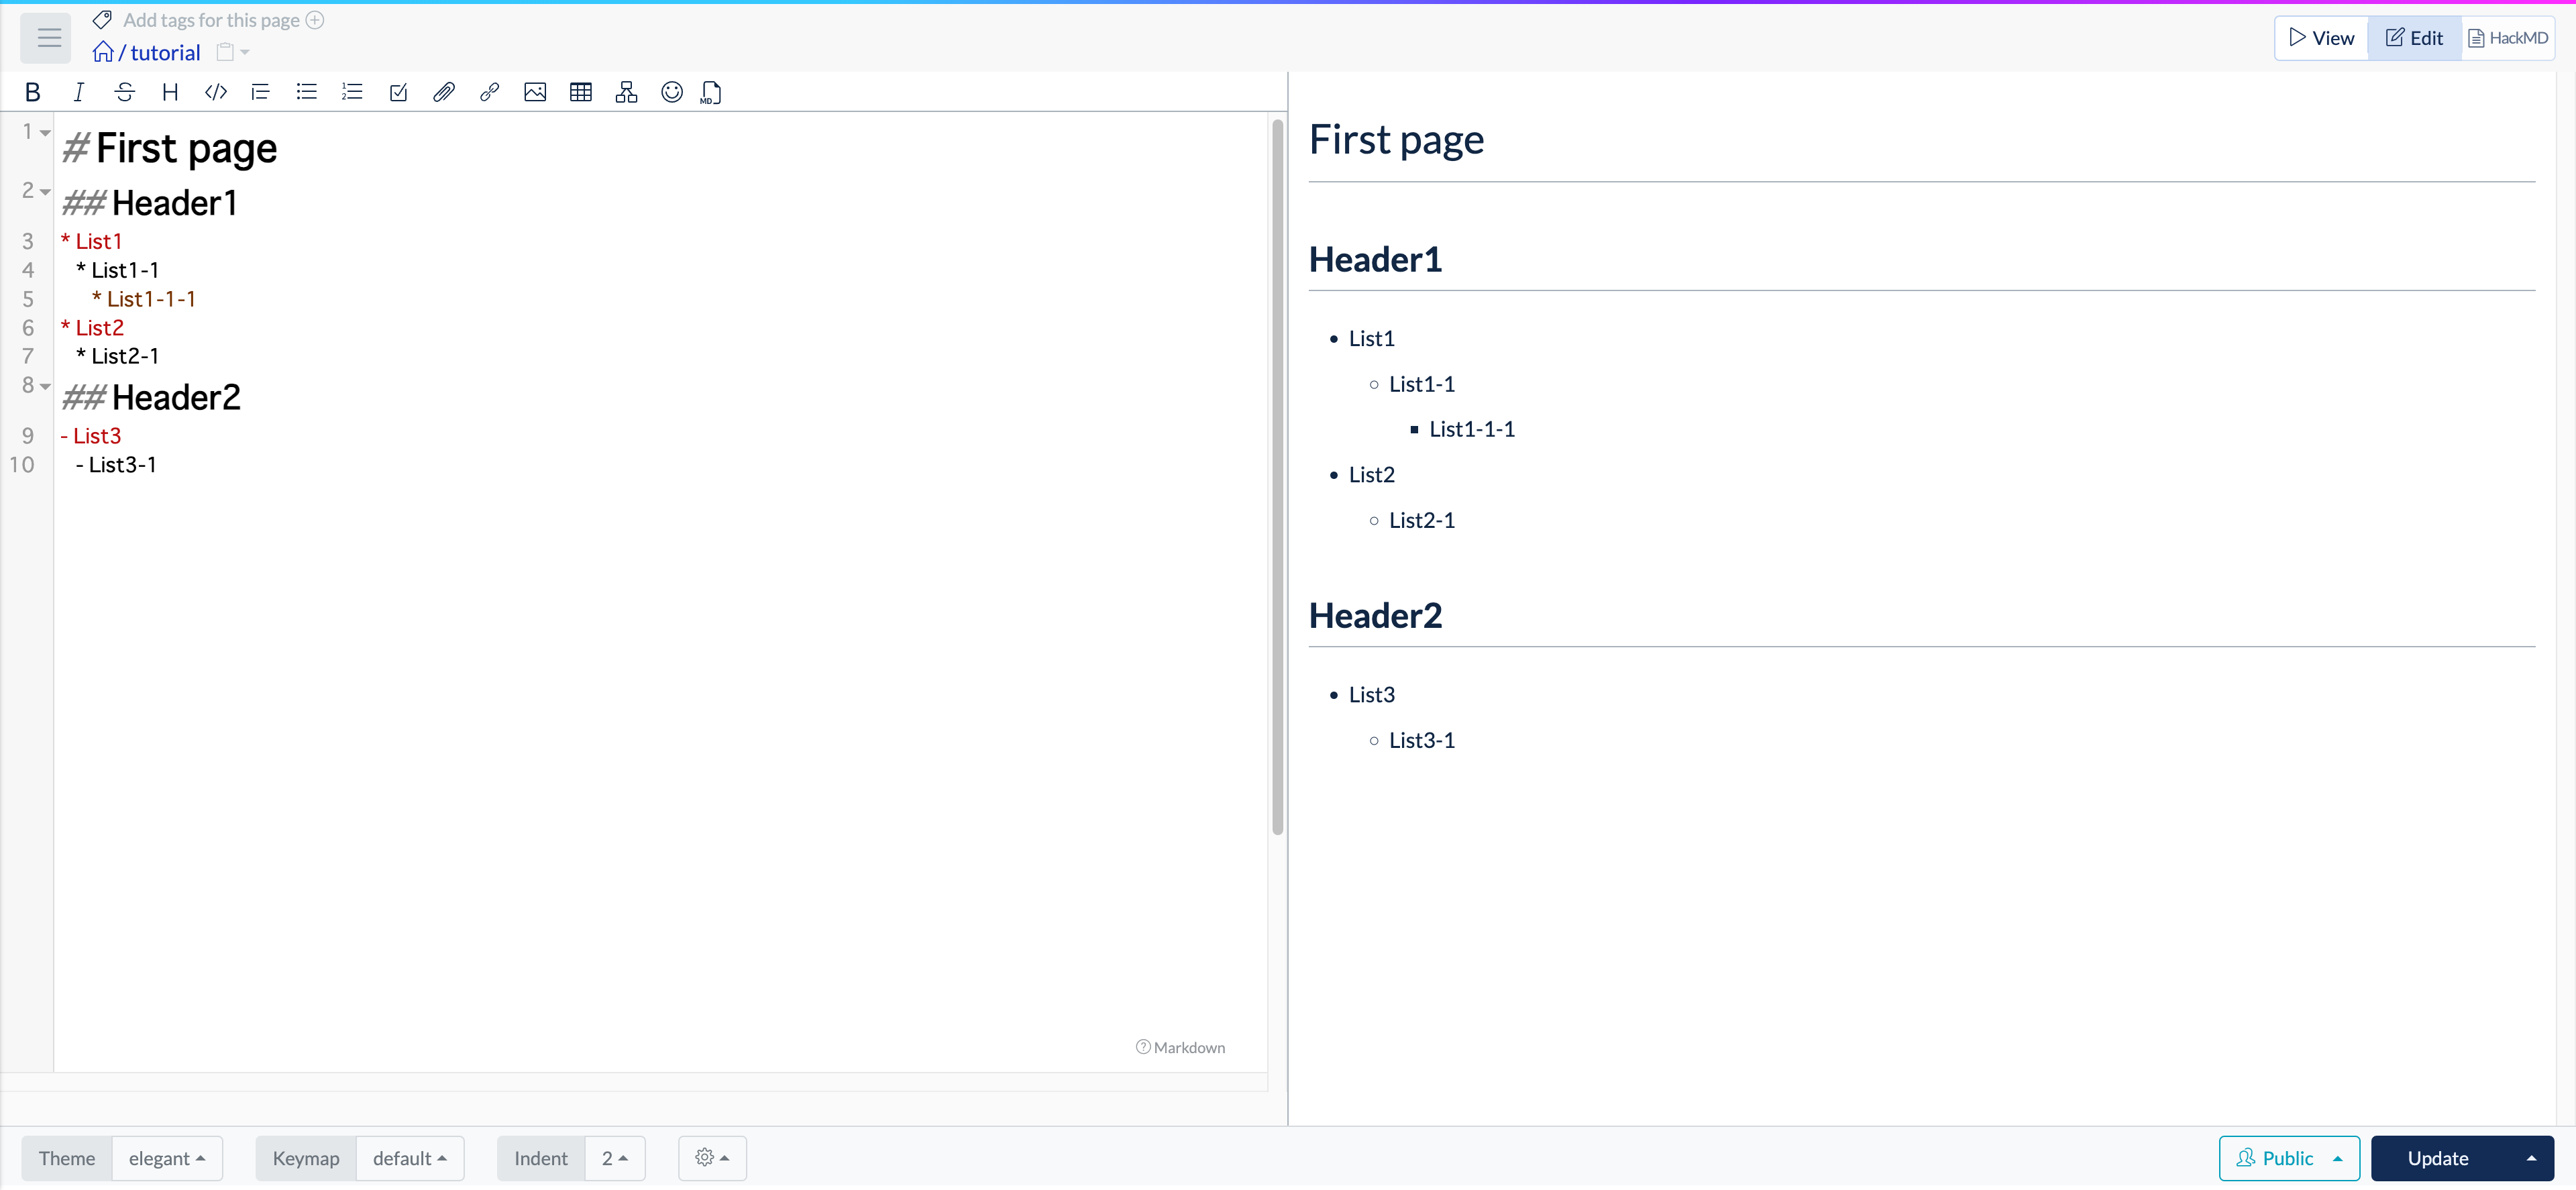 Add tags for this page
/ tutorial
View Edit HackMD
B I S H </>
MD
1 # First page
2 ## Header1
3 * List1
4 * List1-1
5 * List1-1-1
6 * List2
7 * List2-1
8 ## Header2
9 - List3
10 - List3-1
Markdown
First page
Header1
List1
List1-1
List1-1-1
List2
List2-1
Header2
List3
List3-1
Theme elegant Keymap default Indent 2
Public Update